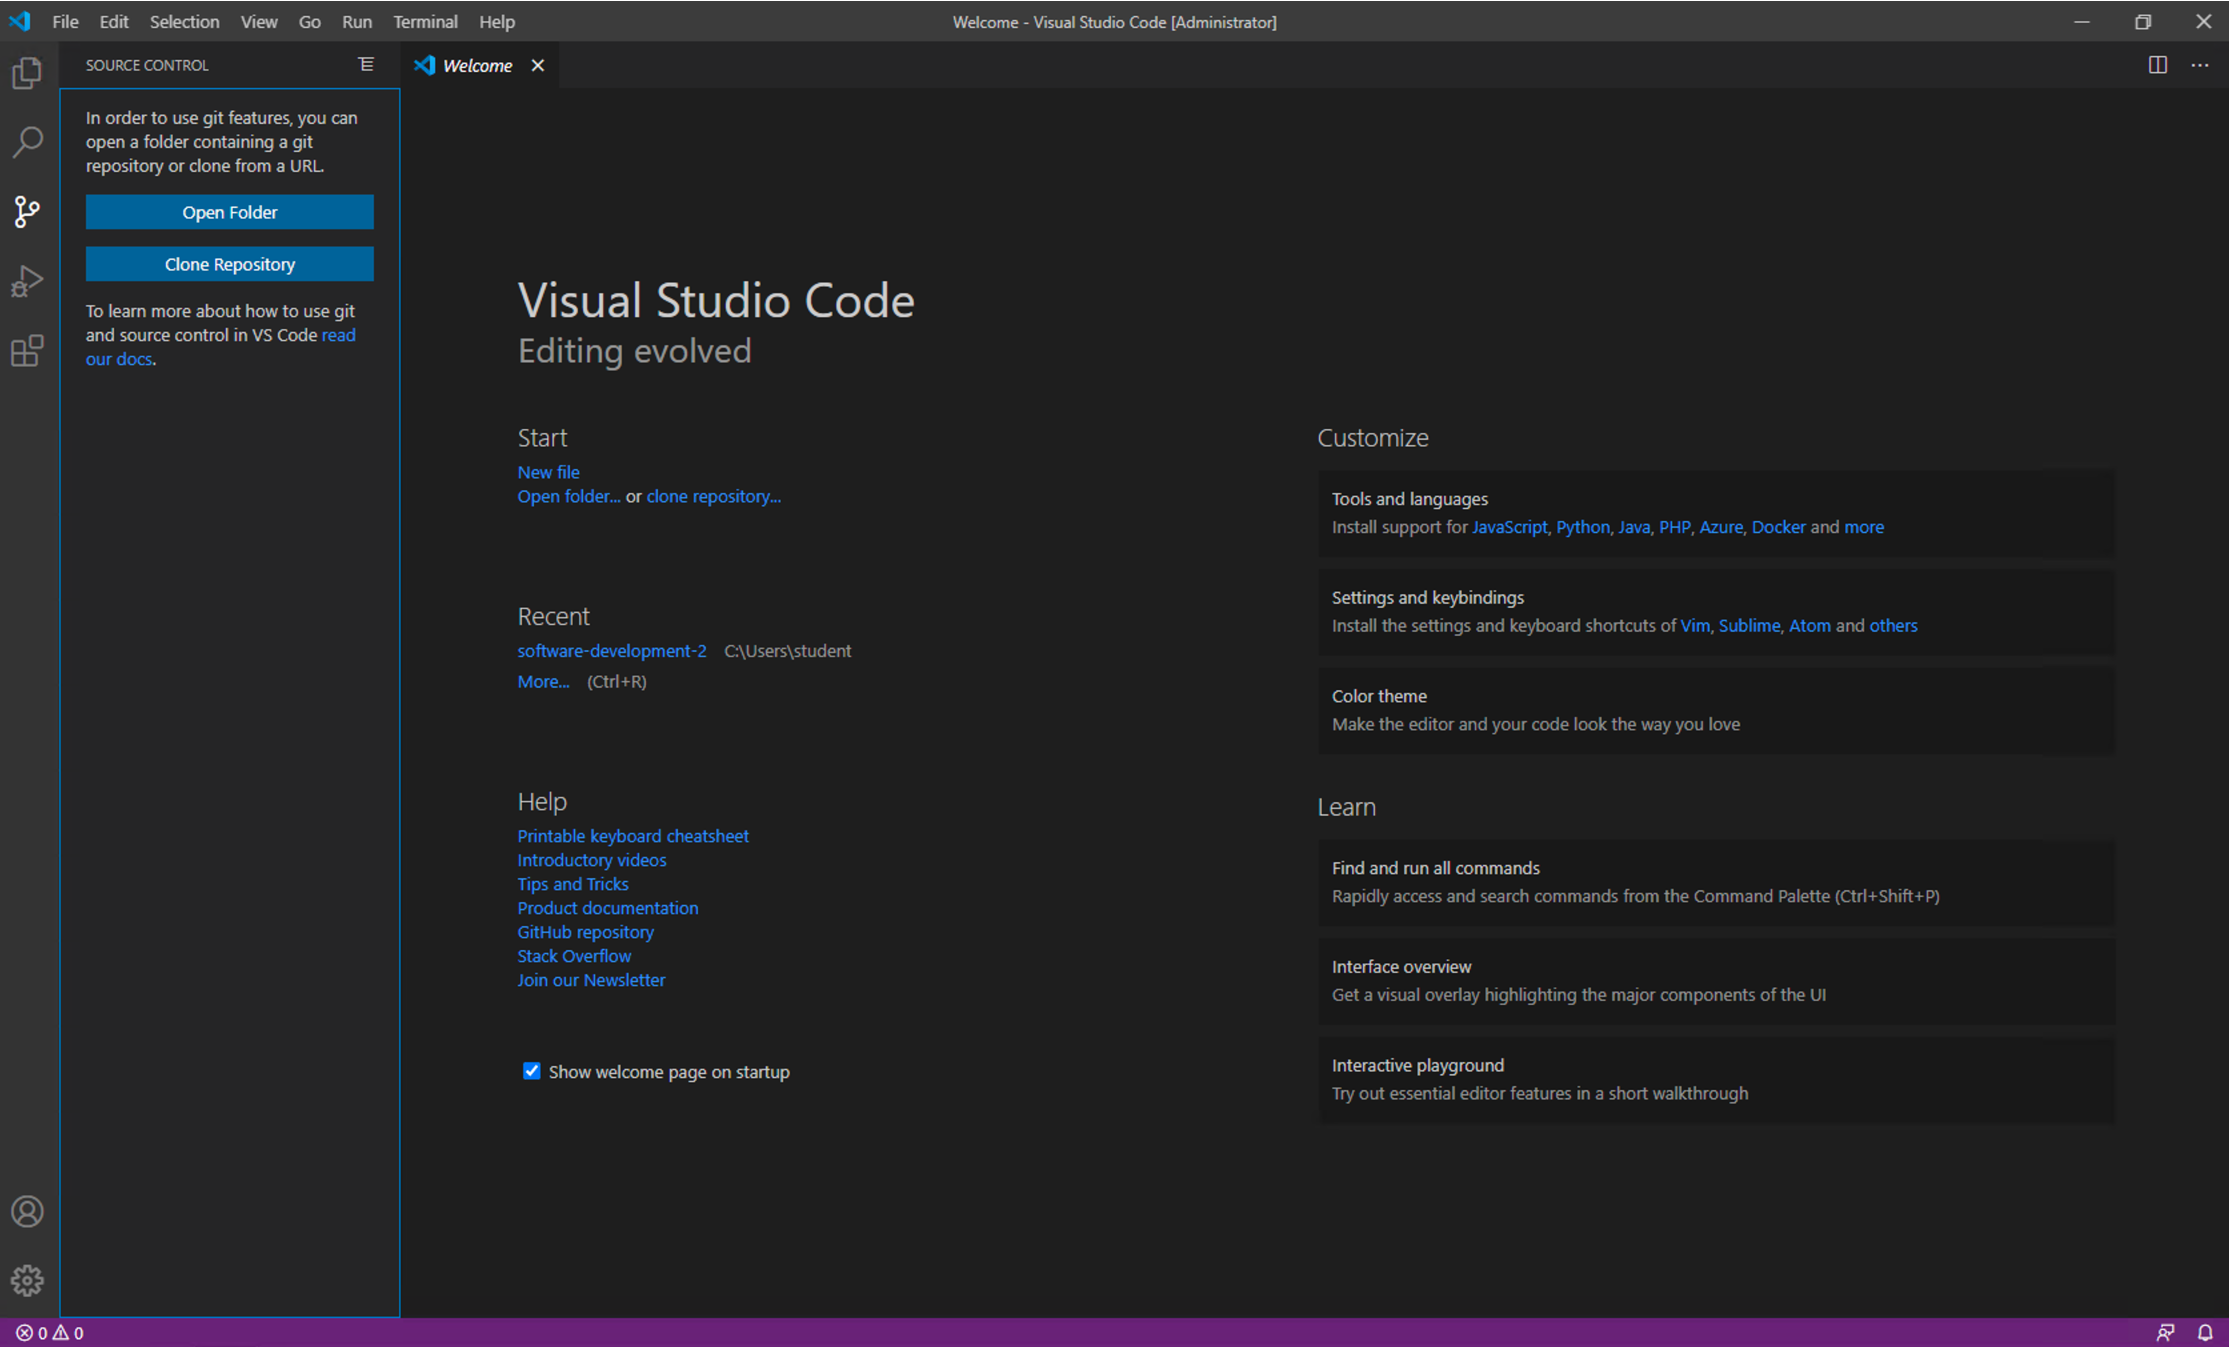 File Edit Selection View Go Run Terminal Help
Welcome - Visual Studio Code [Administrator]
SOURCE CONTROL
Welcome
In order to use git features, you can
open a folder containing a git
repository or clone from a URL.
Open Folder
Clone Repository
To learn more about how to use git
and source control in VS Code read
our docs.
Visual Studio Code
Editing evolved
Start
New file
Open folder... or clone repository...
Recent
software-development-2 C:\Users\student
More... (Ctrl+R)
Help
Printable keyboard cheatsheet
Introductory videos
Tips and Tricks
Product documentation
GitHub repository
Stack Overflow
Join our Newsletter
Show welcome page on startup
Customize
Tools and languages
Install support for JavaScript, Python, Java, PHP, Azure, Docker and more
Settings and keybindings
Install the settings and keyboard shortcuts of Vim, Sublime, Atom and others
Color theme
Make the editor and your code look the way you love
Learn
Find and run all commands
Rapidly access and search commands from the Command Palette (Ctrl+Shift+P)
Interface overview
Get a visual overlay highlighting the major components of the UI
Interactive playground
Try out essential editor features in a short walkthrough
0 0